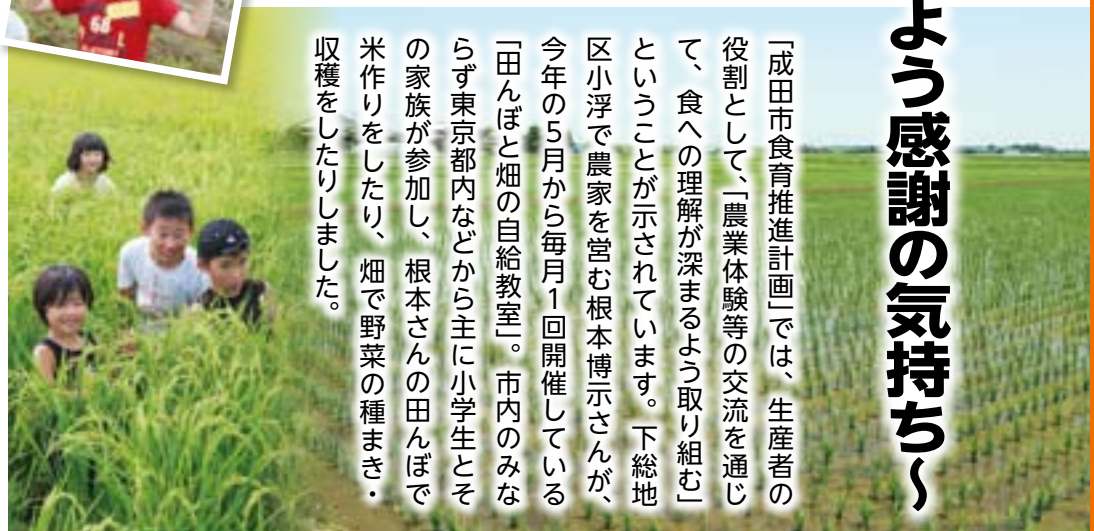 よう感謝の気持ち～
「成田市食育推進計画」では、生産者の
役割として、「農業体験等の交流を通じ
て、食への理解が深まるよう取り組む」
ということが示されています。下総地
区小浮で農家を営む根本博示さんが、
今年の５月から毎月１回開催している
「田んぼと畑の自給教室」。市内のみな
らず東京都内などから主に小学生とそ
の家族が参加し、根本さんの田んぼで
米作りをしたり、畑で野菜の種まき・
収穫をしたりしました。
68